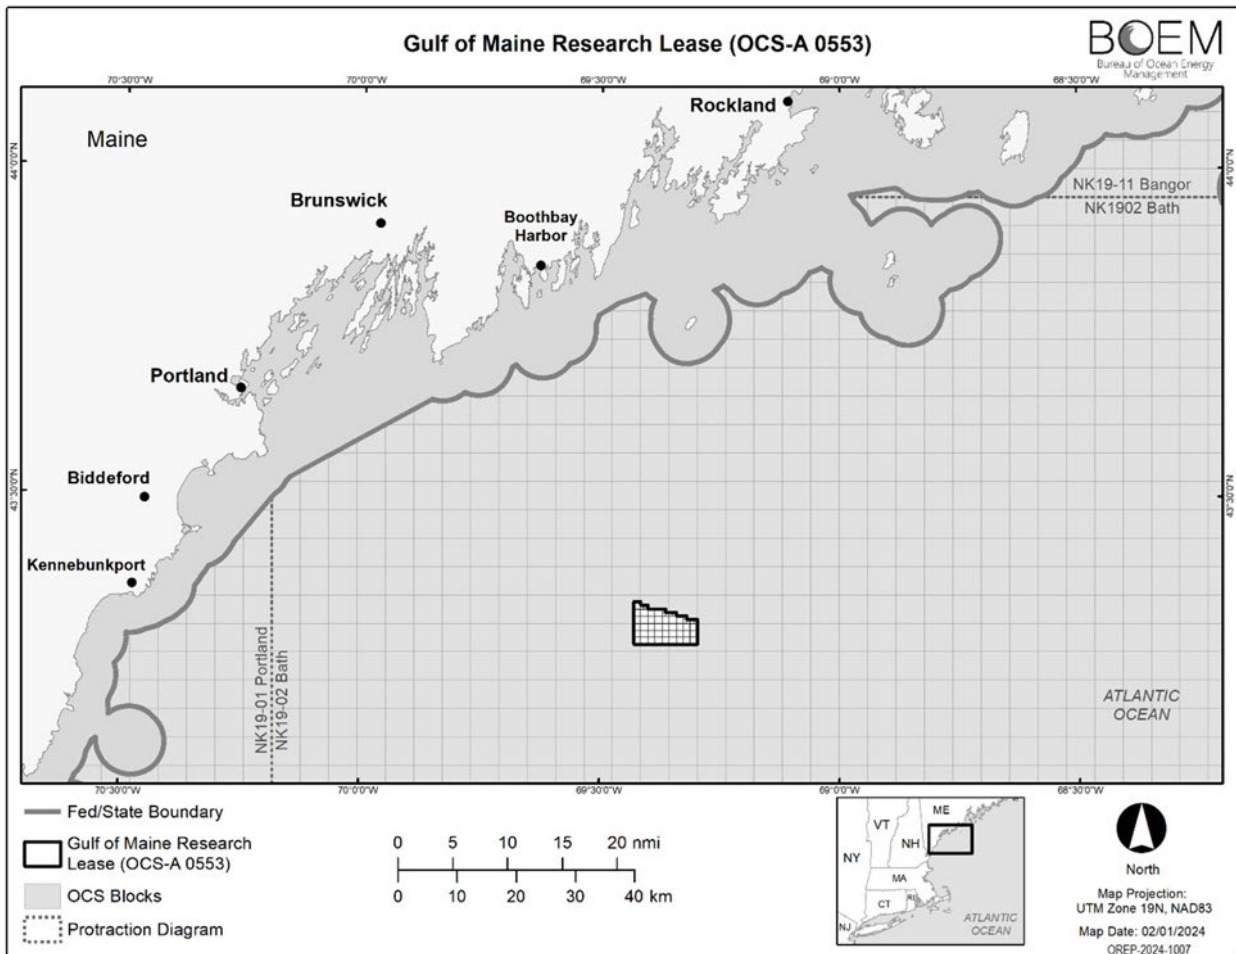 Gulf of Maine Research Lease (OCS-A 0553)
BOEM
Bureau of Ocean Energy
Management
70°30'0"W
70°0'0"W
69°30'0"W
69°0'0"W
68°30'0"W
Rockland
Maine
44°0'0"N
44°0'0"N
NK19-11 Bangor
NK1902 Bath
Brunswick
Boothbay
Harbor
Portland
Biddeford
43°30'0"N
43°30'0"N
Kennebunkport
NK19-01 Portland
NK19-02 Bath
ATLANTIC
OCEAN
70°30'0"W
70°0'0"W
69°30'0"W
69°0'0"W
68°30'0"W
Fed/State Boundary
Gulf of Maine Research
Lease (OCS-A 0553)
OCS Blocks
Protraction Diagram
0 5 10 15 20 nmi
0 10 20 30 40 km
ME
VT
NH
NY
MA
CT
RI
NJ
ATLANTIC
OCEAN
North
Map Projection:
UTM Zone 19N, NAD83
Map Date: 02/01/2024
OREP-2024-1007